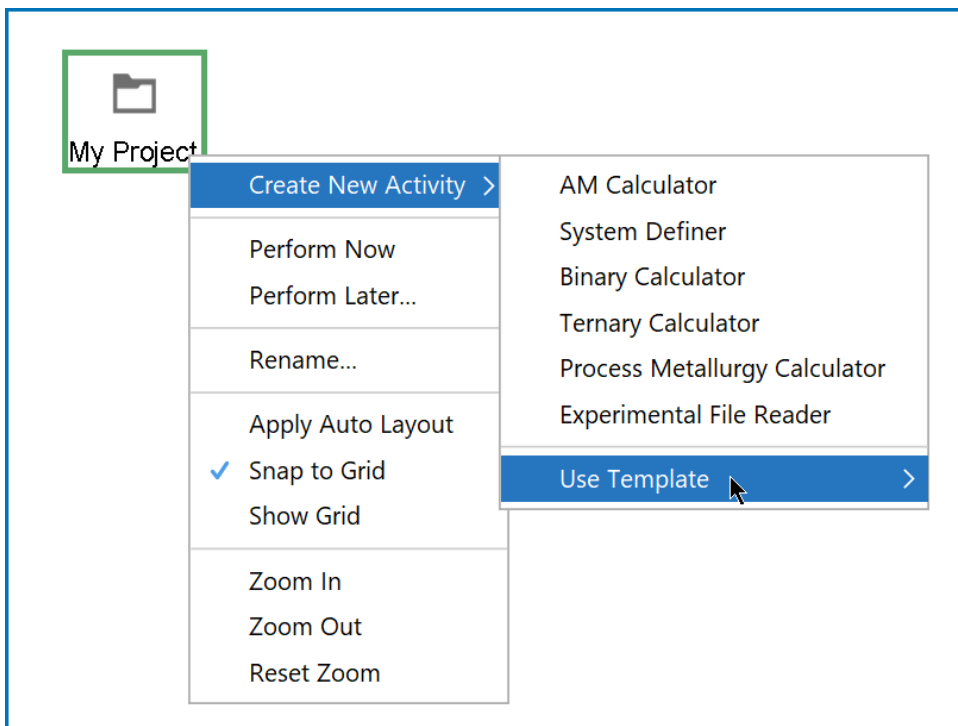 My Project
Create New Activity
Perform Now
Perform Later...
Rename...
Apply Auto Layout
Snap to Grid
Show Grid
Zoom In
Zoom Out
Reset Zoom
AM Calculator
System Definer
Binary Calculator
Ternary Calculator
Process Metallurgy Calculator
Experimental File Reader
Use Template